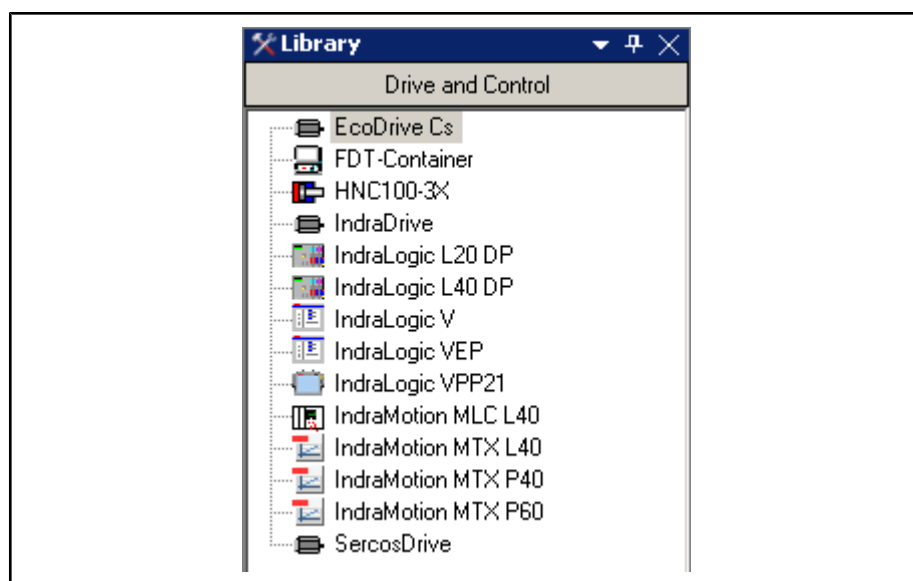 Library
Drive and Control
EcoDrive Cs
FDT-Container
HNC100-3X
IndraDrive
IndraLogic L20 DP
IndraLogic L40 DP
IndraLogic V
IndraLogic VEP
IndraLogic VPP21
IndraMotion MLC L40
IndraMotion MTX L40
IndraMotion MTX P40
IndraMotion MTX P60
SercosDrive